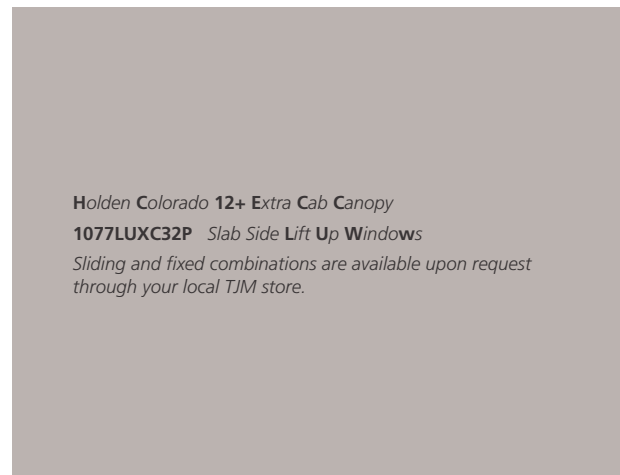 Holden Colorado 12+ Extra Cab Canopy
1077LUXC32P Slab Side Lift Up Windows
Sliding and fixed combinations are available upon request
through your local TJM store.